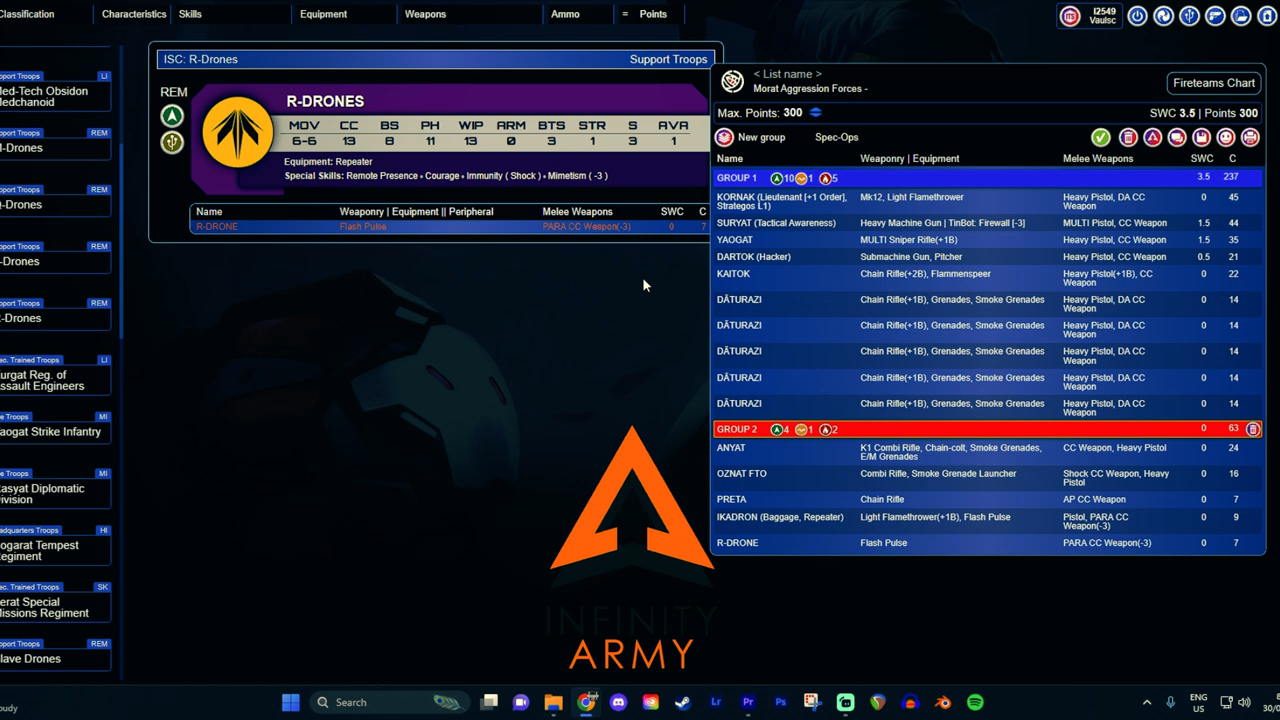 Classification
Characteristics
Skills
Equipment
Weapons
Ammo
=
Points
I2549
Vaulsc
Support Troops
LI
Med-Tech Obsidon
Medchanoid
Support Troops
REM
M-Drones
Support Troops
REM
Q-Drones
Support Troops
REM
-Drones
Support Troops
REM
R-Drones
Spec. Trained Troops
LI
Kurgat Reg. of
Assault Engineers
MI
Yaogat Strike Infantry
MI
Rasyat Diplomatic
Division
Headquarters Troops
HI
Sogarat Tempest
Regiment
Spec. Trained Troops
SK
Zerat Special
Missions Regiment
Support Troops
REM
Slave Drones
ISC: R-Drones
Support Troops
REM
R-DRONES
MOV CC BS PH WIP ARM BTS STR S AVA
6-6 13 8 11 13 0 3 1 3 1
Equipment: Repeater
Special Skills: Remote Presence • Courage • Immunity ( Shock ) • Mimetism ( -3 )
Name Weaponry | Equipment || Peripheral Melee Weapons SWC C
R-DRONE Flash Pulse PARA CC Weapon(-3) 0 7
INFINITY
ARMY
< List name >
Morat Aggression Forces -
Fireteams Chart
Max. Points: 300
SWC 3.5 | Points 300
New group
Spec-Ops
Name Weaponry | Equipment Melee Weapons SWC C
GROUP 1 10 1 5 3.5 237
KORNAK (Lieutenant [+1 Order], Mk12, Light Flamethrower Heavy Pistol, DA CC 0 45
Strategos L1) Weapon
SURYAT (Tactical Awareness) Heavy Machine Gun | TinBot: Firewall [-3] MULTI Pistol, CC Weapon 1.5 44
YAOGAT MULTI Sniper Rifle(+1B) Heavy Pistol, CC Weapon 1.5 35
DARTOK (Hacker) Submachine Gun, Pitcher Heavy Pistol, CC Weapon 0.5 21
KAITOK Chain Rifle(+2B), Flammenspeer Heavy Pistol(+1B), CC 0 22
Weapon
DÂTURAZI Chain Rifle(+1B), Grenades, Smoke Grenades Heavy Pistol, DA CC 0 14
Weapon
DÂTURAZI Chain Rifle(+1B), Grenades, Smoke Grenades Heavy Pistol, DA CC 0 14
Weapon
DÂTURAZI Chain Rifle(+1B), Grenades, Smoke Grenades Heavy Pistol, DA CC 0 14
Weapon
DÂTURAZI Chain Rifle(+1B), Grenades, Smoke Grenades Heavy Pistol, DA CC 0 14
Weapon
DÂTURAZI Chain Rifle(+1B), Grenades, Smoke Grenades Heavy Pistol, DA CC 0 14
Weapon
GROUP 2 4 1 2 0 63
ANYAT K1 Combi Rifle, Chain-colt, Smoke Grenades, CC Weapon, Heavy Pistol 0 24
E/M Grenades
OZNAT FTO Combi Rifle, Smoke Grenade Launcher Shock CC Weapon, Heavy 0 16
Pistol
PRETA Chain Rifle AP CC Weapon 0 7
IKADRON (Baggage, Repeater) Light Flamethrower(+1B), Flash Pulse Pistol, PARA CC 0 9
Weapon(-3)
R-DRONE Flash Pulse PARA CC Weapon(-3) 0 7
Search
Lr
Pr
Ps
ENG
US